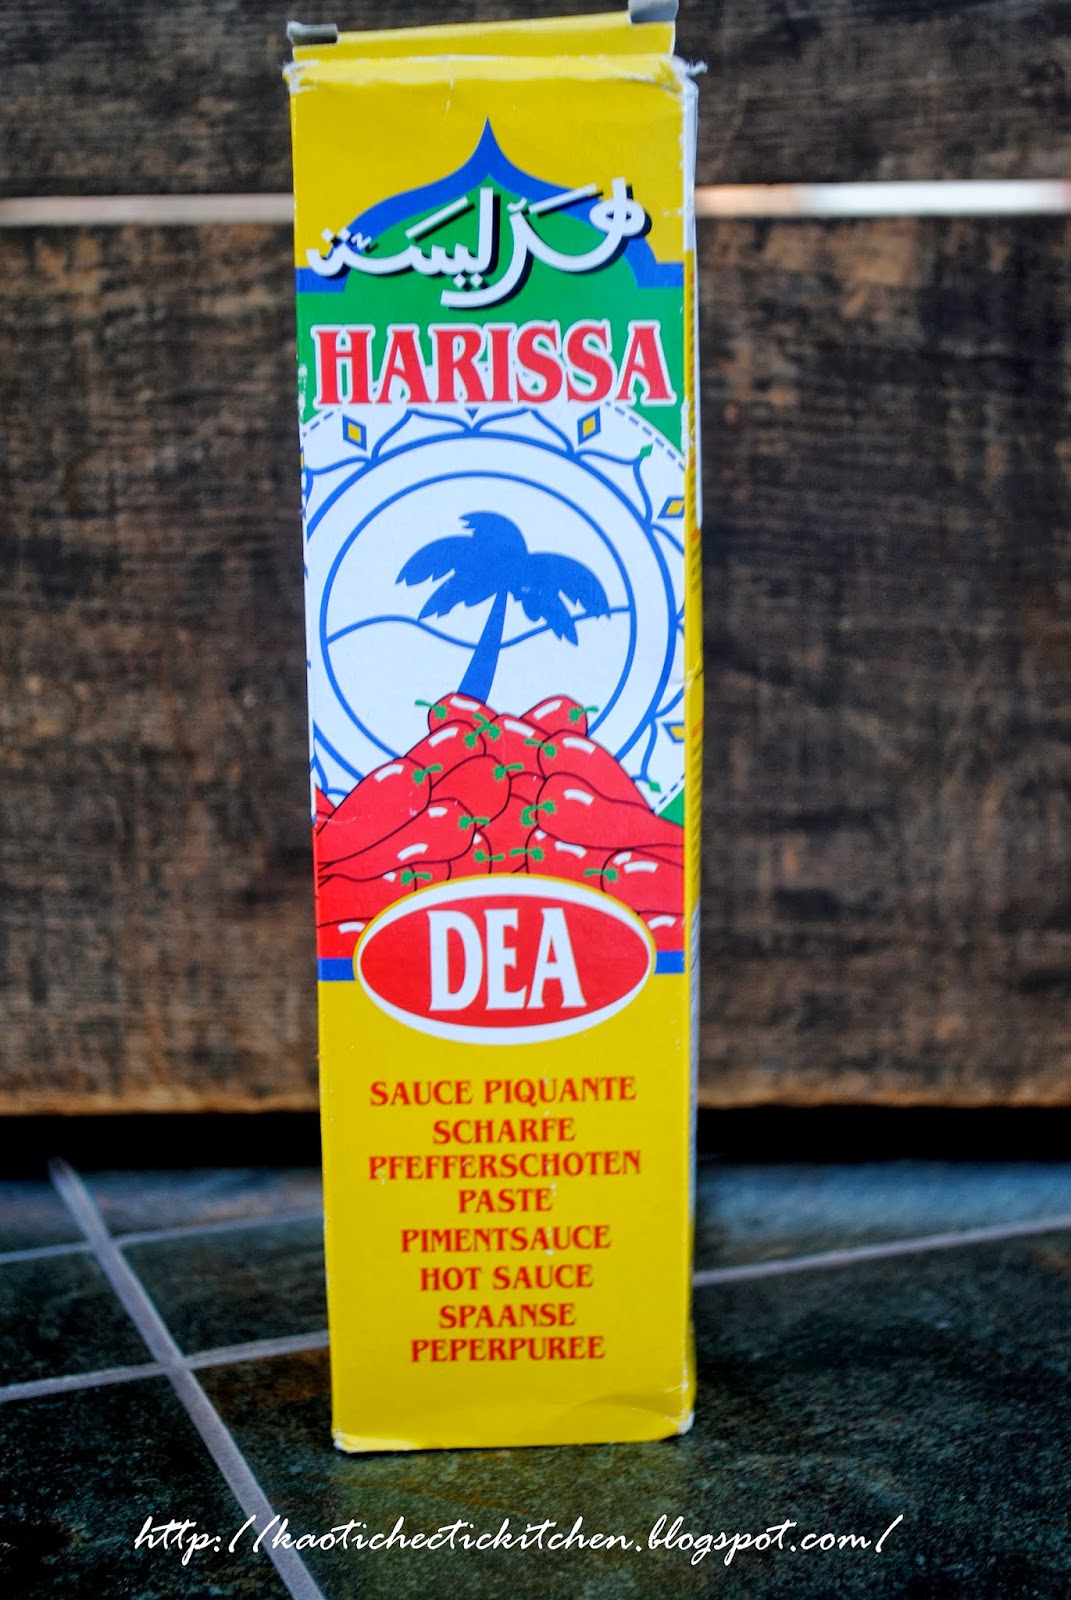 هريسة
HARISSA
DEA
SAUCE PIQUANTE
SCHARFE
PFEFFERSCHOTEN
PASTE
PIMENTSAUCE
HOT SAUCE
SPAANSE
PEPERPUREE
http://kaotichectickitchen.blogspot.com/